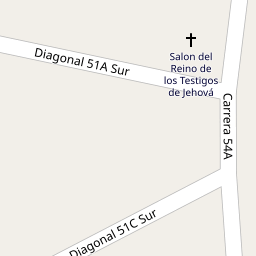 Diagonal 51A Sur
Salon del
Reino de
los Testigos
de Jehová
Carrera 54A
Diagonal 51C Sur